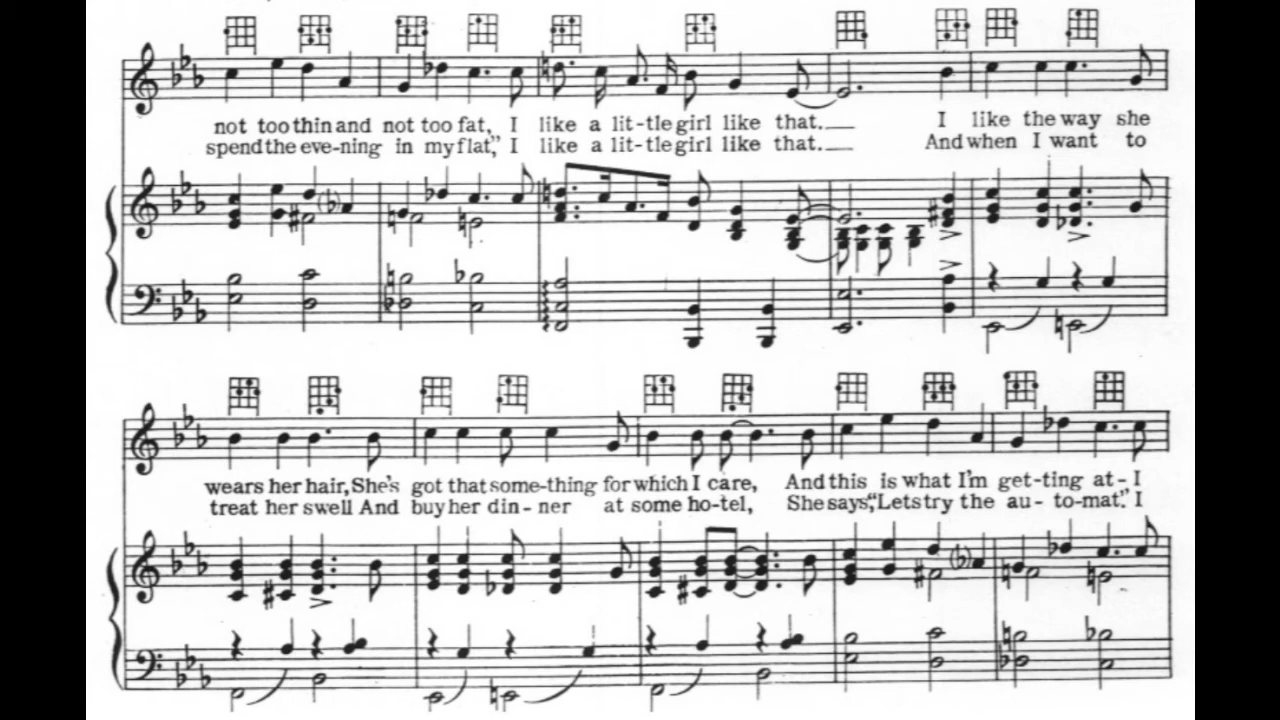 not too thin and not too fat, I like a lit-tle girl like that. I like the way she
spend the eve-ning in my flat," I like a lit-tle girl like that. And when I want to
wears her hair, She's got that some-thing for which I care, And this is what I'm get-ting at- I
treat her swell And buy her din-ner at some ho-tel, She says, "Lets try the au-to-mat." I